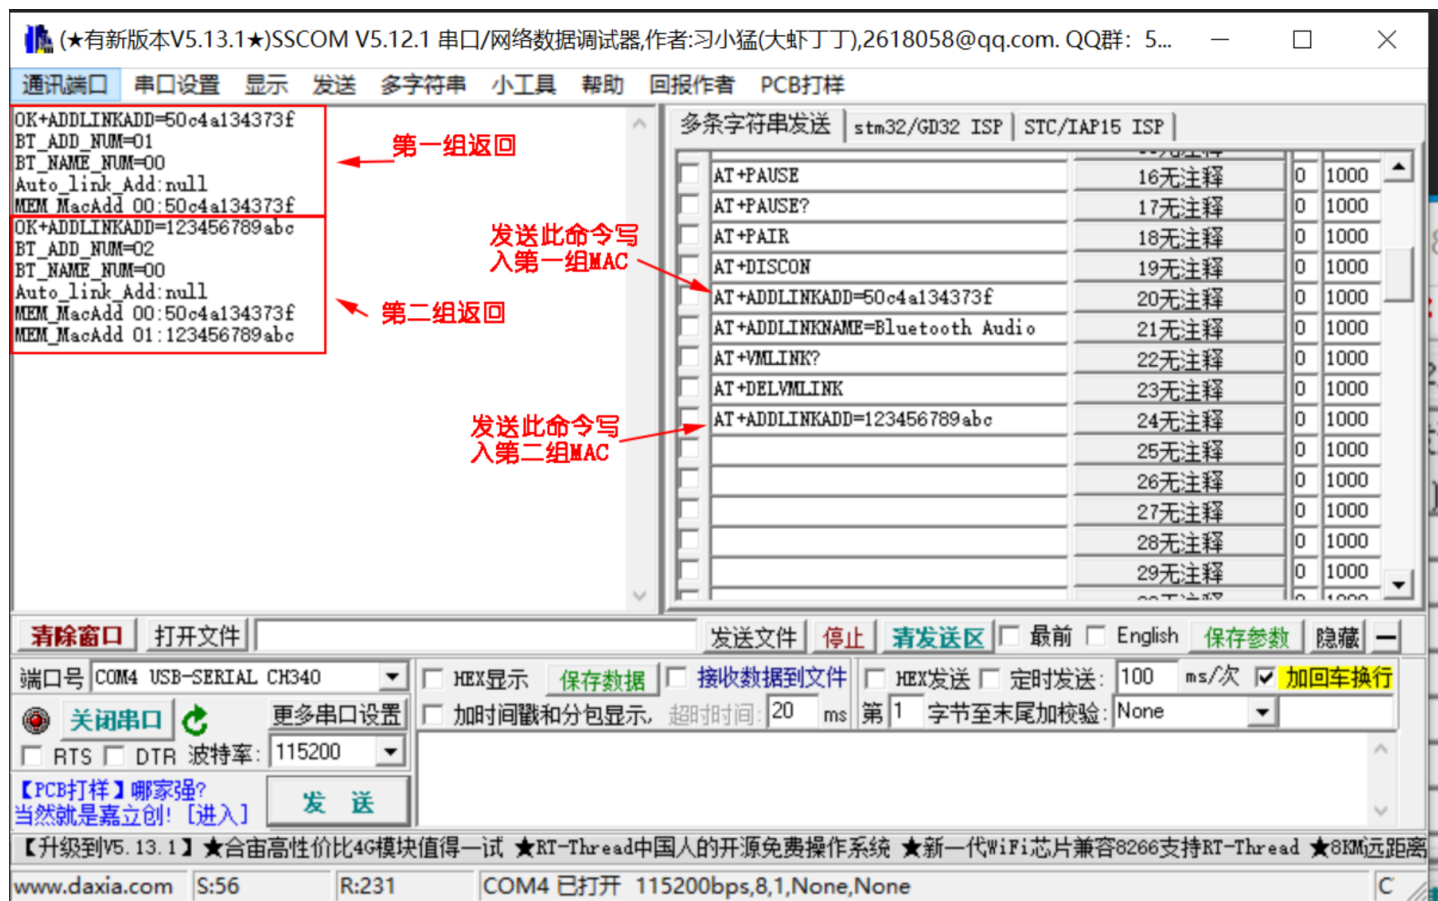 (★有新版本V5.13.1★)SSCOM V5.12.1 串口/网络数据调试器,作者:习小猛(大虾丁丁),2618058@qq.com. QQ群: 5...
通讯端口 串口设置 显示 发送 多字符串 小工具 帮助 回报作者 PCB打样
OK+ADDLINKADD=50c4a134373f
BT_ADD_NUM=01
BT_NAME_NUM=00
Auto_link_Add:null
MEM_MacAdd 00:50c4a134373f
OK+ADDLINKADD=123456789abc
BT_ADD_NUM=02
BT_NAME_NUM=00
Auto_link_Add:null
MEM_MacAdd 00:50c4a134373f
MEM_MacAdd 01:123456789abc
第一组返回
第二组返回
发送此命令写
入第一组MAC
发送此命令写
入第二组MAC
多条字符串发送 stm32/GD32 ISP STC/IAP15 ISP
AT+PAUSE 16无注释 0 1000
AT+PAUSE? 17无注释 0 1000
AT+PAIR 18无注释 0 1000
AT+DISCON 19无注释 0 1000
AT+ADDLINKADD=50c4a134373f 20无注释 0 1000
AT+ADDLINKNAME=Bluetooth Audio 21无注释 0 1000
AT+VMLINK? 22无注释 0 1000
AT+DELVMLINK 23无注释 0 1000
AT+ADDLINKADD=123456789abc 24无注释 0 1000
25无注释 0 1000
26无注释 0 1000
27无注释 0 1000
28无注释 0 1000
29无注释 0 1000
清除窗口 打开文件 发送文件 停止 清发送区 最前 English 保存参数 隐藏
端口号 COM4 USB-SERIAL CH340 HEX显示 保存数据 接收数据到文件 HEX发送 定时发送: 100 ms/次 加回车换行
关闭串口 更多串口设置 加时间戳和分包显示, 超时时间: 20 ms 第 1 字节至末尾加校验: None
RTS DTR 波特率: 115200
【PCB打样】哪家强?
当然就是嘉立创! [进入]
发 送
【升级到V5.13.1】★合宙高性价比4G模块值得一试 ★RT-Thread中国人的开源免费操作系统 ★新一代WiFi芯片兼容8266支持RT-Thread ★8KM远距离
www.daxia.com S:56 R:231 COM4 已打开 115200bps,8,1,None,None